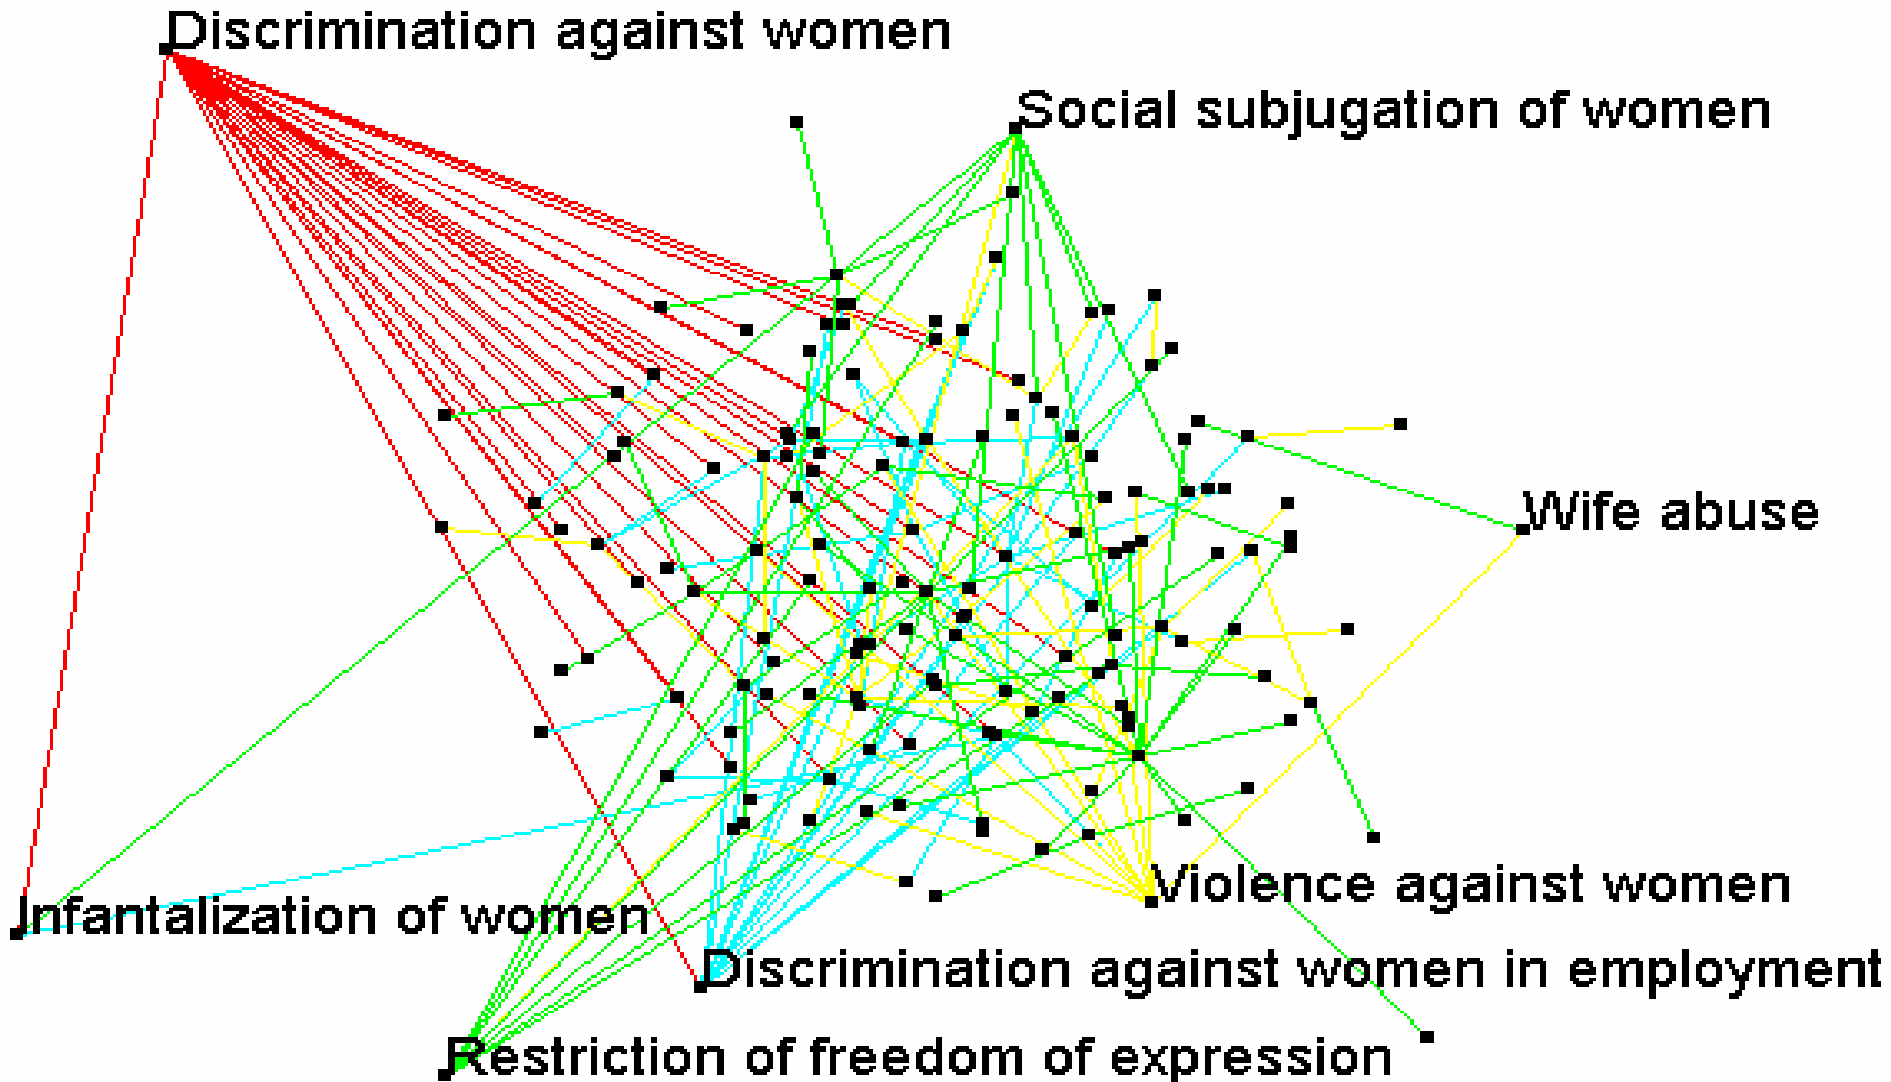 Discrimination against women
Social subjugation of women
Wife abuse
Violence against women
Infantalization of women
Discrimination against women in employment
Restriction of freedom of expression